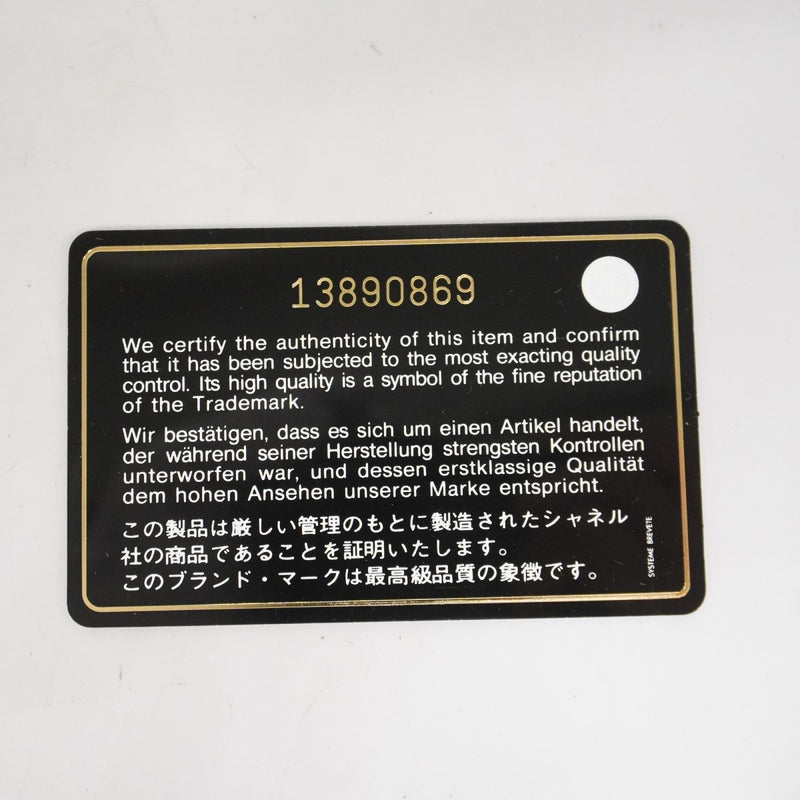 13890869
We certify the authenticity of this item and confirm
that it has been subjected to the most exacting quality
control. Its high quality is a symbol of the fine reputation
of the Trademark.
Wir bestätigen, dass es sich um einen Artikel handelt,
der während seiner Herstellung strengsten Kontrollen
unterworfen war, und dessen erstklassige Qualität
dem hohen Ansehen unserer Marke entspricht.
この製品は厳しい管理のもとに製造されたシャネル
社の商品であることを証明いたします。
このブランド・マークは最高級品質の象徴です。
SYSTEME BREVETE